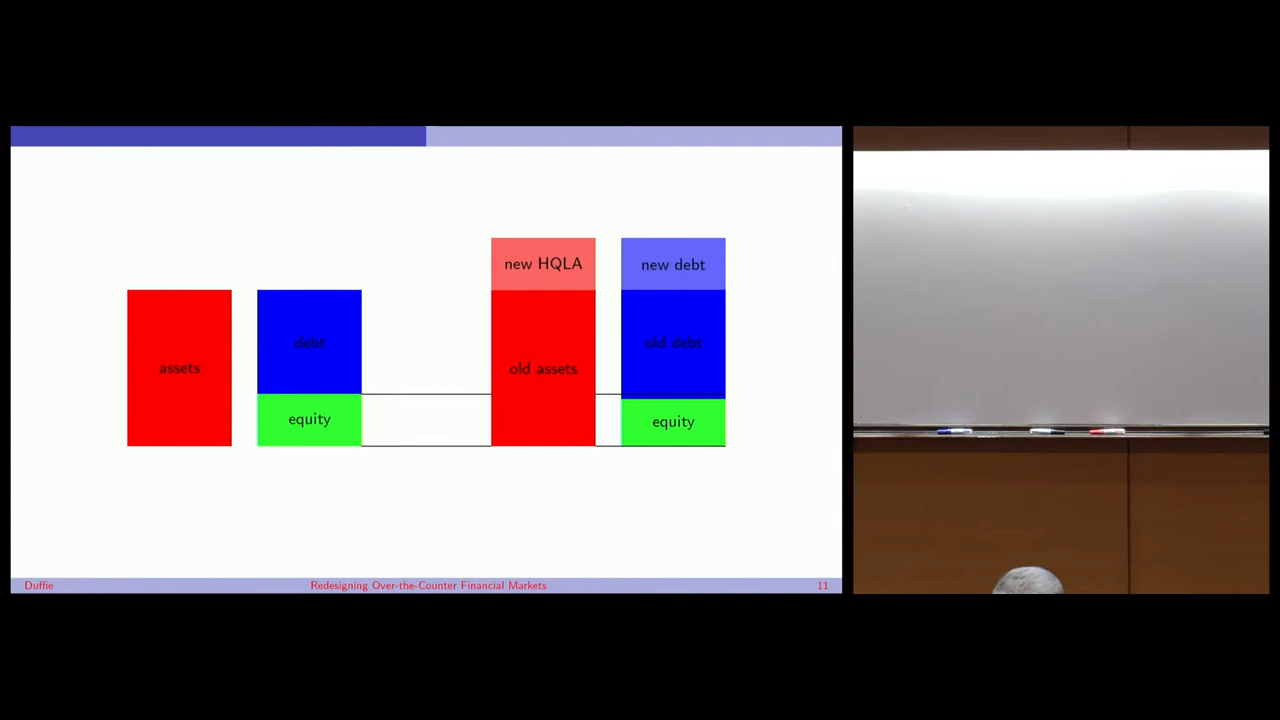 new HQLA
new debt
debt
old debt
assets
old assets
equity
equity
Duffie
Redesigning Over-the-Counter Financial Markets
11